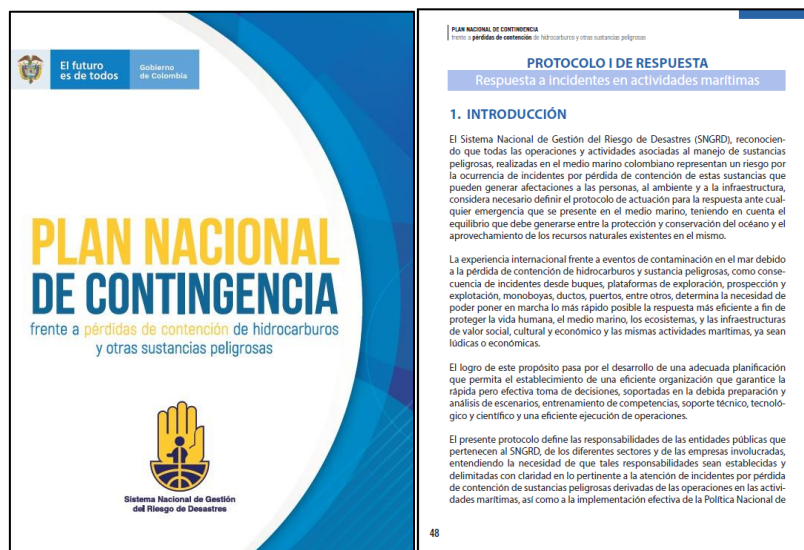 El futuro
es de todos
Gobierno
de Colombia
PLAN NACIONAL
DE CONTINGENCIA
frente a pérdidas de contención de hidrocarburos
y otras sustancias peligrosas
Sistema Nacional de Gestión
del Riesgo de Desastres
PLAN NACIONAL DE CONTINGENCIA
frente a pérdidas de contención de hidrocarburos y otras sustancias peligrosas
PROTOCOLO I DE RESPUESTA
Respuesta a incidentes en actividades marítimas
1. INTRODUCCIÓN
El Sistema Nacional de Gestión del Riesgo de Desastres (SNGRD), reconocien-
do que todas las operaciones y actividades asociadas al manejo de sustancias
peligrosas, realizadas en el medio marino colombiano representan un riesgo por
la ocurrencia de incidentes por pérdida de contención de estas sustancias que
pueden generar afectaciones a las personas, al ambiente y a la infraestructura,
considera necesario definir el protocolo de actuación para la respuesta ante cual-
quier emergencia que se presente en el medio marino, teniendo en cuenta el
equilibrio que debe generarse entre la protección y conservación del océano y el
aprovechamiento de los recursos naturales existentes en el mismo.
La experiencia internacional frente a eventos de contaminación en el mar debido
a la pérdida de contención de hidrocarburos y sustancia peligrosas, como conse-
cuencia de incidentes desde buques, plataformas de exploración, prospección y
explotación, monoboyas, ductos, puertos, entre otros, determina la necesidad de
poder poner en marcha lo más rápido posible la respuesta más eficiente a fin de
proteger la vida humana, el medio marino, los ecosistemas, y las infraestructuras
de valor social, cultural y económico y las mismas actividades marítimas, ya sean
lúdicas o económicas.
El logro de este propósito pasa por el desarrollo de una adecuada planificación
que permita el establecimiento de una eficiente organización que garantice la
rápida pero efectiva toma de decisiones, soportadas en la debida preparación y
análisis de escenarios, entrenamiento de competencias, soporte técnico, tecnoló-
gico y científico y una eficiente ejecución de operaciones.
El presente protocolo define las responsabilidades de las entidades públicas que
pertenecen al SNGRD, de los diferentes sectores y de las empresas involucradas,
entendiendo la necesidad de que tales responsabilidades sean establecidas y
delimitadas con claridad en lo pertinente a la atención de incidentes por pérdida
de contención de sustancias peligrosas derivadas de las operaciones en las activi-
dades marítimas, así como a la implementación efectiva de la Política Nacional de
48